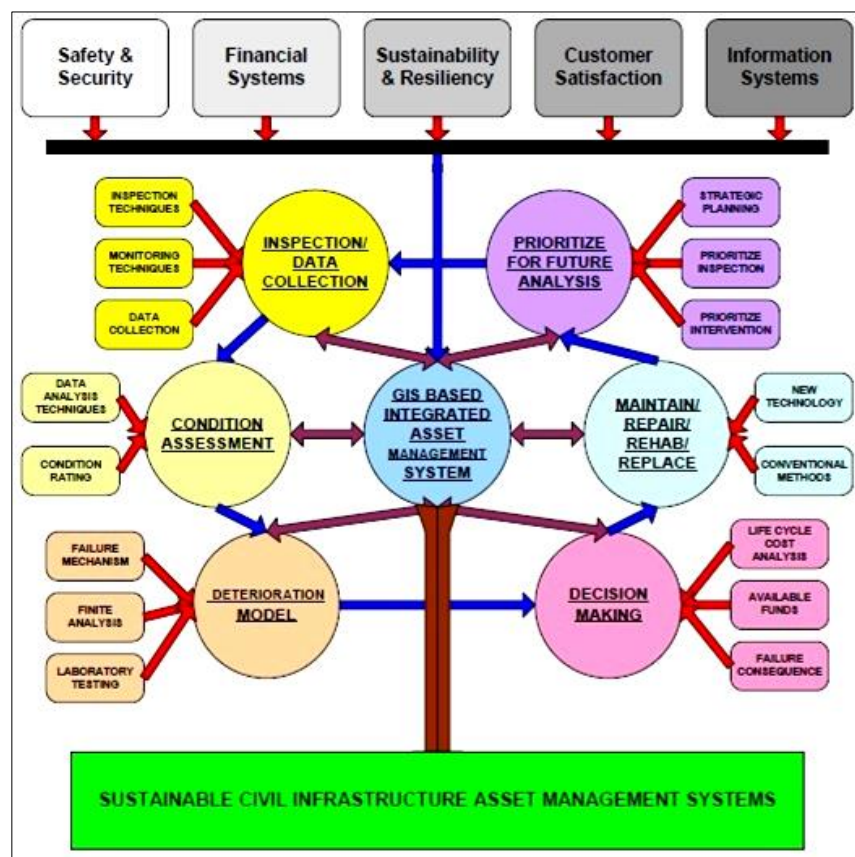 Safety &
Security
Financial
Systems
Sustainability
& Resiliency
Customer
Satisfaction
Information
Systems
INSPECTION
TECHNIQUES
MONITORING
TECHNIQUES
DATA
COLLECTION
INSPECTION/
DATA
COLLECTION
PRIORITIZE
FOR FUTURE
ANALYSIS
STRATEGIC
PLANNING
PRIORITIZE
INSPECTION
PRIORITIZE
INTERVENTION
DATA
ANALYSIS
TECHNIQUES
CONDITION
RATING
CONDITION
ASSESSMENT
GIS BASED
INTEGRATED
ASSET
MANAGEMENT
SYSTEM
MAINTAIN/
REPAIR/
REHAB/
REPLACE
NEW
TECHNOLOGY
CONVENTIONAL
METHODS
FAILURE
MECHANISM
FINITE
ANALYSIS
LABORATORY
TESTING
DETERIORATION
MODEL
DECISION
MAKING
LIFE CYCLE
COST
ANALYSIS
AVAILABLE
FUNDS
FAILURE
CONSEQUENCE
SUSTAINABLE CIVIL INFRASTRUCTURE ASSET MANAGEMENT SYSTEMS